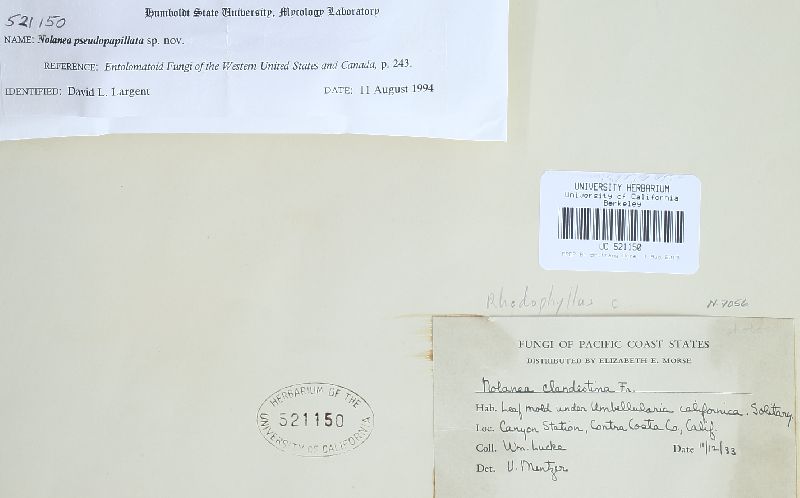 Humboldt State University, Mycology Laboratory
521150
NAME: Nolanea pseudopapillata sp. nov.
REFERENCE: Entolomatoid Fungi of the Western United States and Canada, p. 243.
IDENTIFIED: David L. Largent DATE: 11 August 1994
UNIVERSITY HERBARIUM
University of California
Berkeley
UC 521150
Rhodophyllus c
N-7056
FUNGI OF PACIFIC COAST STATES
DISTRIBUTED BY ELIZABETH E. MORSE
Nolanea clandestina Fr.
Hab. Leaf mold under Umbellularia californica. Solitary
Loc. Canyon Station, Contra Costa Co., Calif.
Coll. Wm. Lucke Date 11/12/33
Det. V. Mentzer
HERBARIUM OF THE
521150
UNIVERSITY OF CALIFORNIA